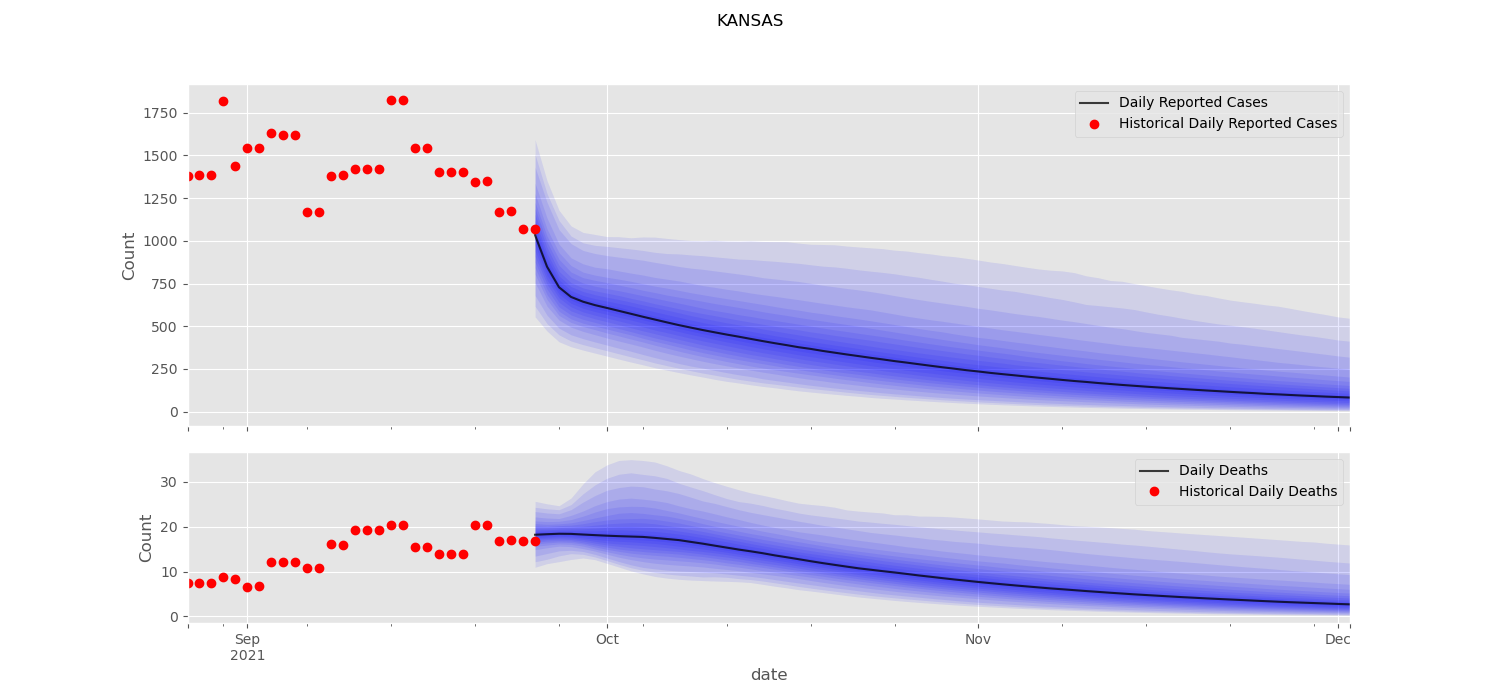 KANSAS
1750
1500
1250
1000
750
500
250
0
Count
Daily Reported Cases
Historical Daily Reported Cases
30
20
10
0
Count
Daily Deaths
Historical Daily Deaths
Sep
2021
Oct
Nov
Dec
date